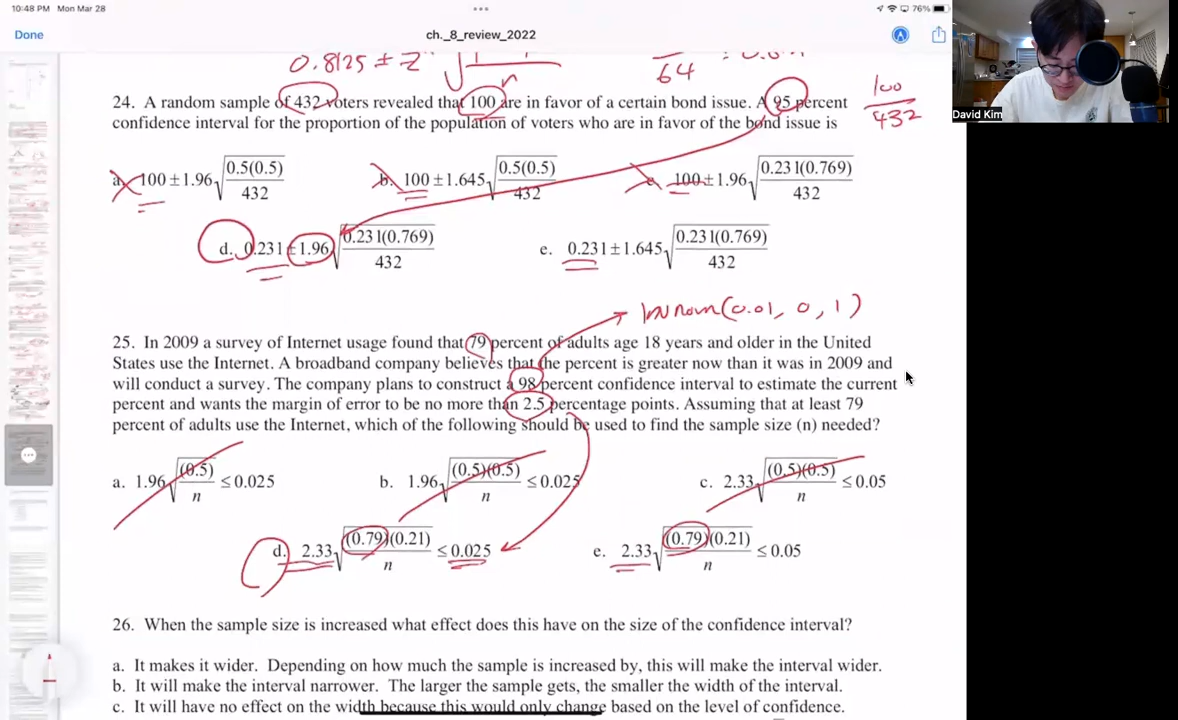 10:48 PM Mon Mar 28
76%
Done
ch._8_review_2022
0.8125 ± Z
n
64
24. A random sample of 432 voters revealed that 100 are in favor of a certain bond issue. A 95 percent
confidence interval for the proportion of the population of voters who are in favor of the bond issue is
100
432
David Kim
a. 100 ± 1.96 √ 0.5(0.5) / 432
b. 100 ± 1.645 √ 0.5(0.5) / 432
c. 100 ± 1.96 √ 0.231(0.769) / 432
d. 0.231 ± 1.96 √ 0.231(0.769) / 432
e. 0.231 ± 1.645 √ 0.231(0.769) / 432
Invnorm(0.01, 0, 1)
25. In 2009 a survey of Internet usage found that 79 percent of adults age 18 years and older in the United
States use the Internet. A broadband company believes that the percent is greater now than it was in 2009 and
will conduct a survey. The company plans to construct a 98 percent confidence interval to estimate the current
percent and wants the margin of error to be no more than 2.5 percentage points. Assuming that at least 79
percent of adults use the Internet, which of the following should be used to find the sample size (n) needed?
a. 1.96 √ (0.5) / n ≤ 0.025
b. 1.96 √ (0.5)(0.5) / n ≤ 0.025
c. 2.33 √ (0.5)(0.5) / n ≤ 0.05
d. 2.33 √ (0.79)(0.21) / n ≤ 0.025
e. 2.33 √ (0.79)(0.21) / n ≤ 0.05
26. When the sample size is increased what effect does this have on the size of the confidence interval?
a. It makes it wider. Depending on how much the sample is increased by, this will make the interval wider.
b. It will make the interval narrower. The larger the sample gets, the smaller the width of the interval.
c. It will have no effect on the width because this would only change based on the level of confidence.